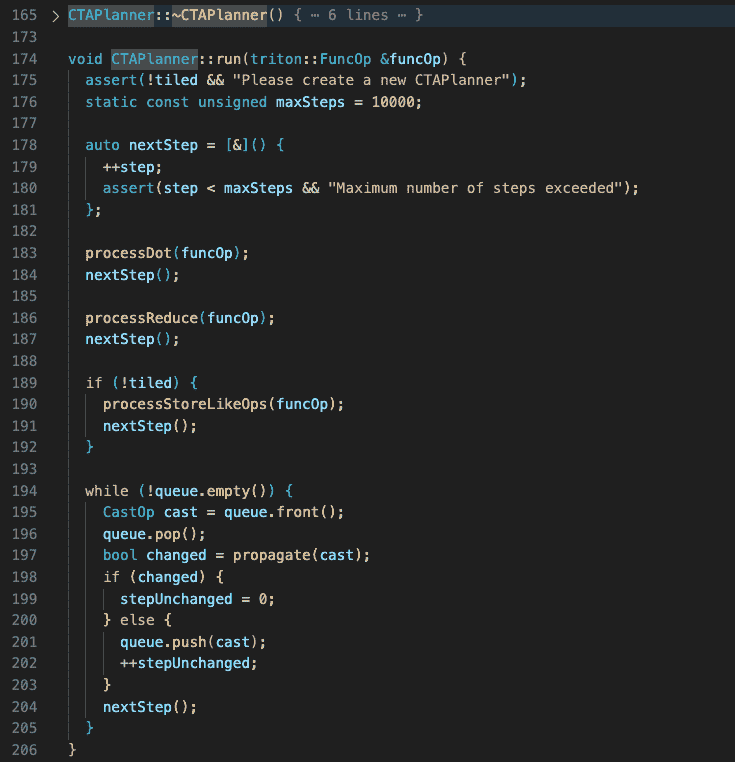 165 > CTAPlanner::~CTAPlanner() { ⋯ 6 lines ⋯ }
173
174 void CTAPlanner::run(triton::FuncOp &funcOp) {
175   assert(!tiled && "Please create a new CTAPlanner");
176   static const unsigned maxSteps = 10000;
177
178   auto nextStep = [&]() {
179     ++step;
180     assert(step < maxSteps && "Maximum number of steps exceeded");
181   };
182
183   processDot(funcOp);
184   nextStep();
185
186   processReduce(funcOp);
187   nextStep();
188
189   if (!tiled) {
190     processStoreLikeOps(funcOp);
191     nextStep();
192   }
193
194   while (!queue.empty()) {
195     CastOp cast = queue.front();
196     queue.pop();
197     bool changed = propagate(cast);
198     if (changed) {
199       stepUnchanged = 0;
200     } else {
201       queue.push(cast);
202       ++stepUnchanged;
203     }
204     nextStep();
205   }
206 }